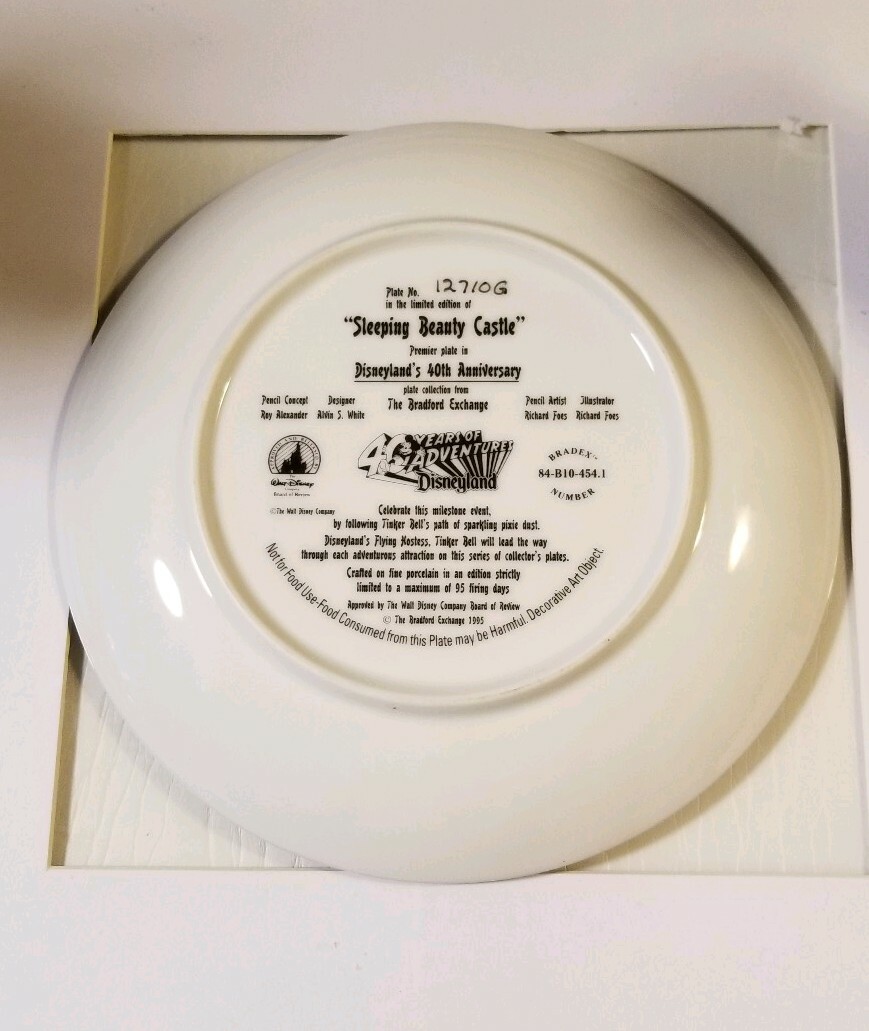 Plate No. 12710G
in the limited edition of
“Sleeping Beauty Castle”
Premier plate in
Disneyland's 40th Anniversary
plate collection from
The Bradford Exchange
Pencil Concept
Roy Alexander
Designer
Alvin S. White
Pencil Artist
Richard Foes
Illustrator
Richard Foes
The
WALT DISNEY
Company
Board of Review
40 YEARS OF
ADVENTURES
Disneyland
BRADEX™
84-B10-454.1
NUMBER
©The Walt Disney Company
Celebrate this milestone event,
by following Tinker Bell's path of sparkling pixie dust.
Disneyland's Flying Hostess, Tinker Bell will lead the way
through each adventurous attraction on this series of collector's plates.
Crafted on fine porcelain in an edition strictly
limited to a maximum of 95 firing days
Approved by The Walt Disney Company Board of Review
© The Bradford Exchange 1995
Not for Food Use-Food Consumed from this Plate may be Harmful. Decorative Art Object.